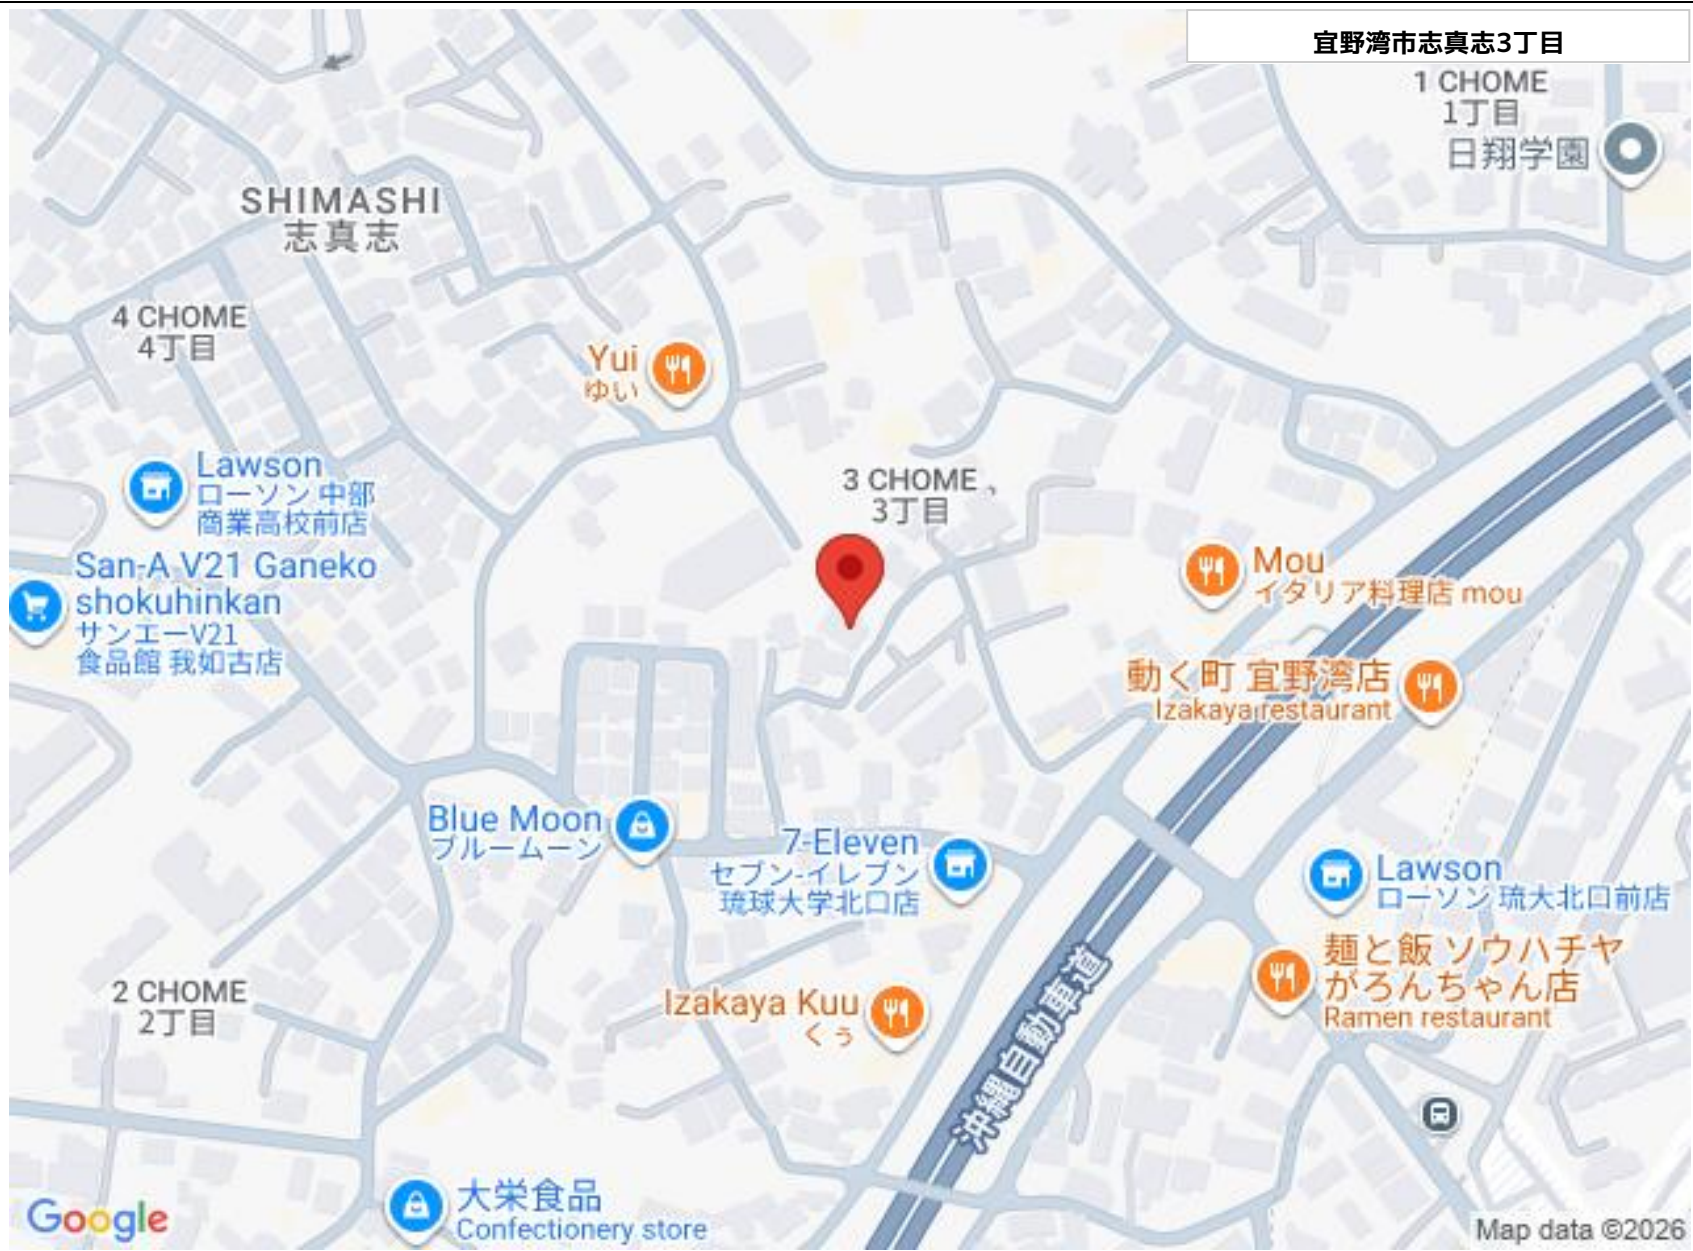 宜野湾市志真志3丁目
1 CHOME
1丁目
日翔学園
SHIMASHI
志真志
4 CHOME
4丁目
Yui
ゆい
Lawson
ローソン 中部
商業高校前店
3 CHOME
3丁目
San-A V21 Ganeko
shokuhinkan
サンエーV21
食品館 我如古店
Mou
イタリア料理店 mou
動く町 宜野湾店
Izakaya restaurant
Blue Moon
ブルームーン
7-Eleven
セブン-イレブン
琉球大学北口店
Lawson
ローソン 琉大北口前店
麺と飯 ソウハチヤ
がろんちゃん店
Ramen restaurant
2 CHOME
2丁目
Izakaya Kuu
くぅ
沖縄自動車道
大栄食品
Confectionery store
Google
Map data ©2026